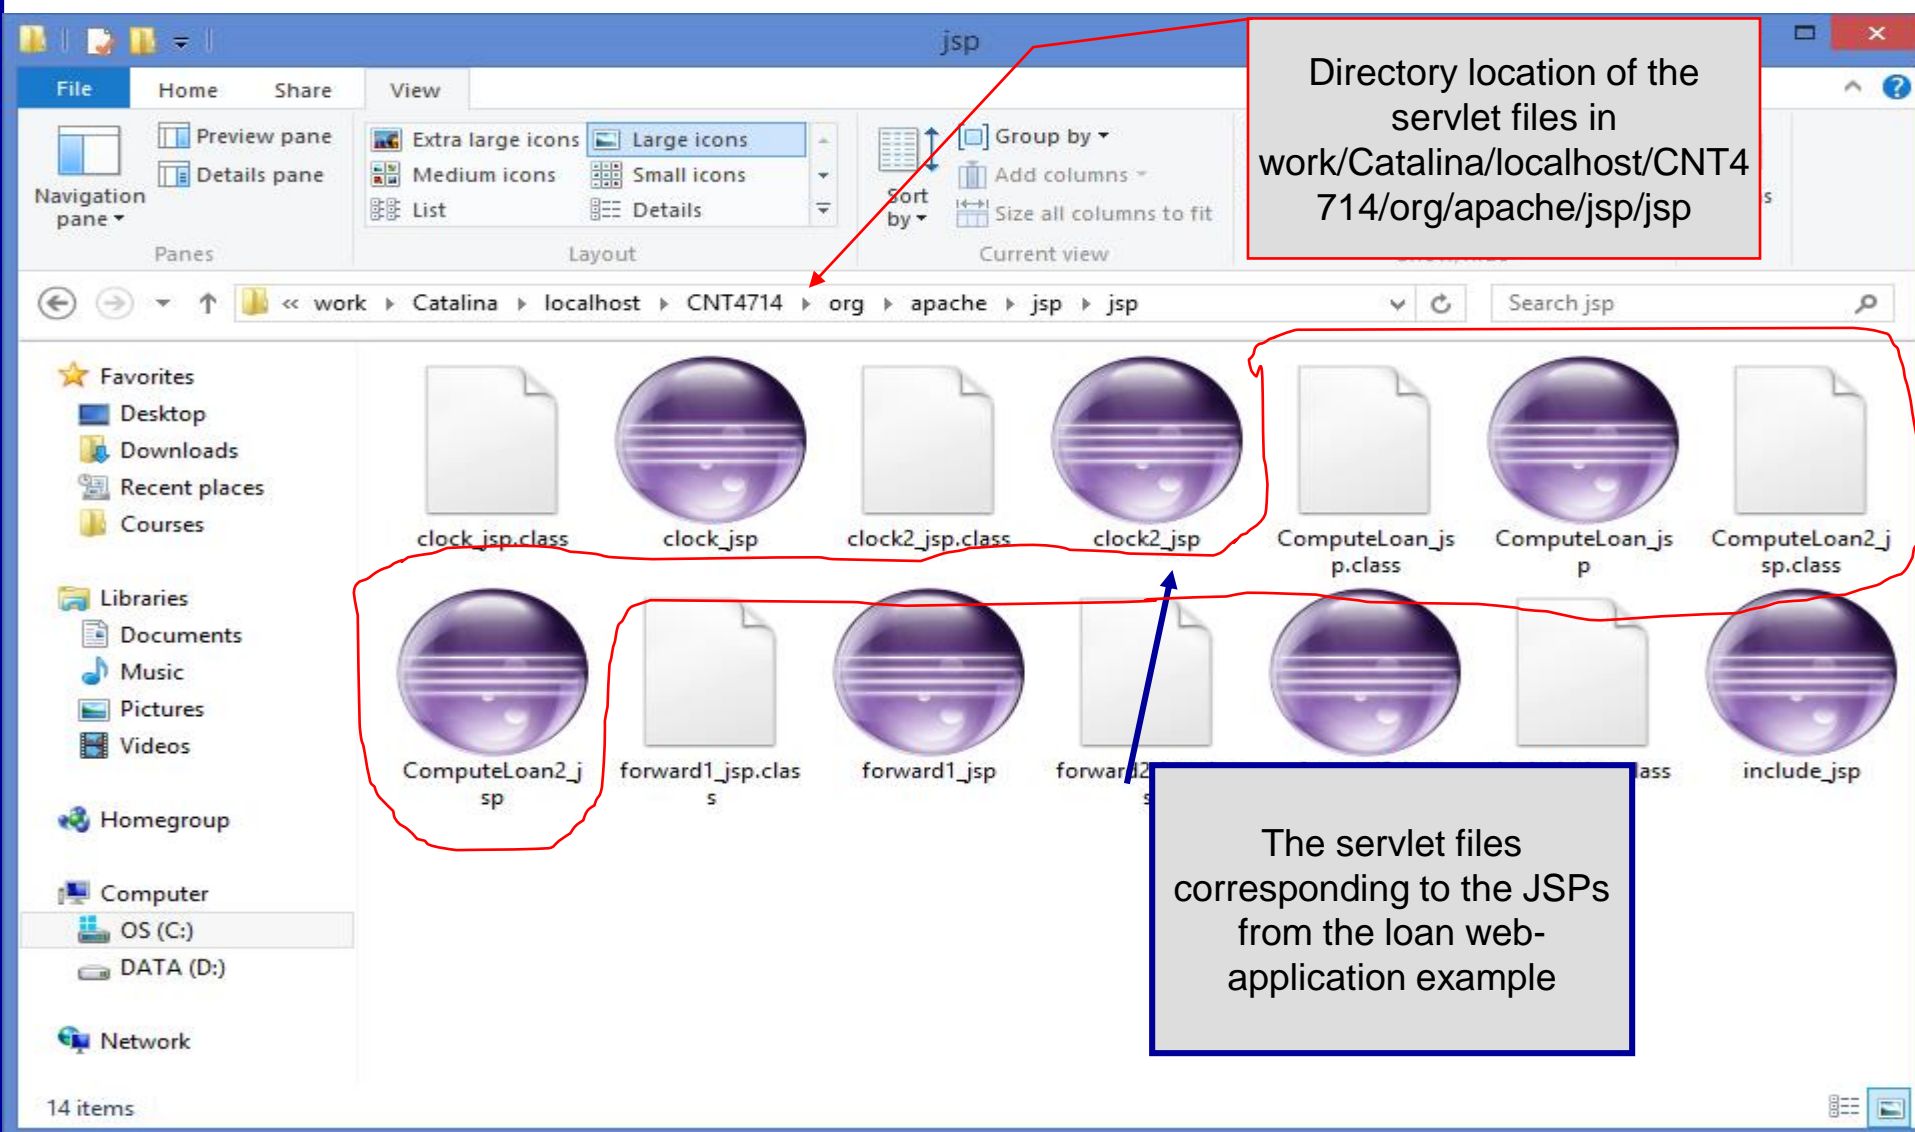 jsp
Directory location of the
servlet files in
work/Catalina/localhost/CNT4
714/org/apache/jsp/jsp
File Home Share View
Preview pane
Details pane
Navigation
pane
Panes
Extra large icons Large icons
Medium icons Small icons
List Details
Layout
Sort
by
Group by
Add columns
Size all columns to fit
Current view
« work Catalina localhost CNT4714 org apache jsp jsp
Search jsp
Favorites
Desktop
Downloads
Recent places
Courses
Libraries
Documents
Music
Pictures
Videos
Homegroup
Computer
OS (C:)
DATA (D:)
Network
clock_jsp.class
clock_jsp
clock2_jsp.class
clock2_jsp
ComputeLoan_js
p.class
ComputeLoan_js
p
ComputeLoan2_j
sp.class
ComputeLoan2_j
sp
forward1_jsp.clas
s
forward1_jsp
include_jsp
The servlet files
corresponding to the JSPs
from the loan web-
application example
14 items